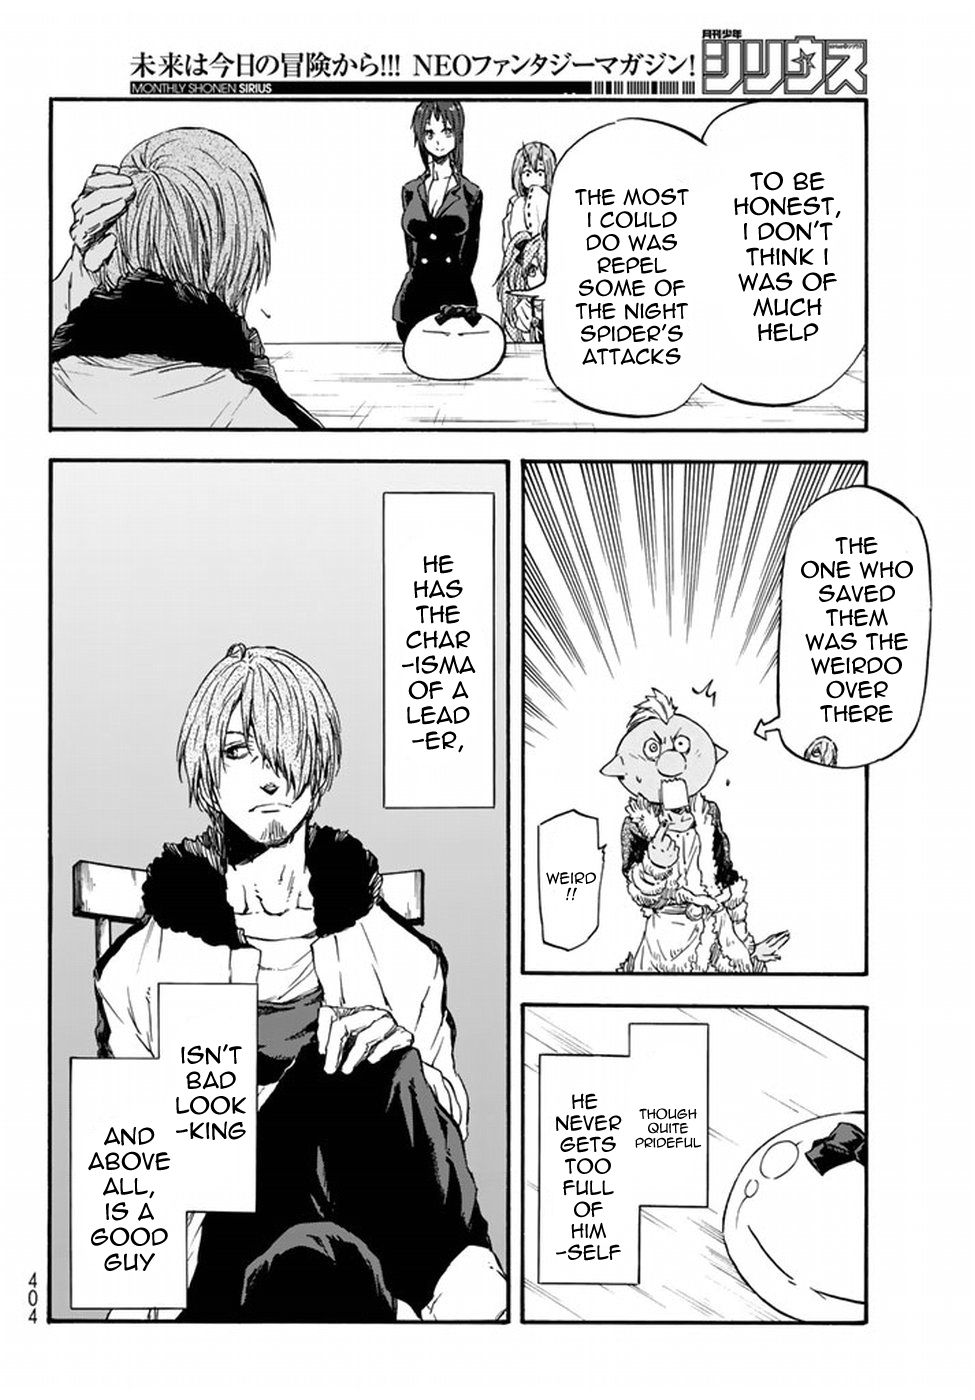 未来は今日の冒険から!!! NEOファンタジーマガジン!
月刊少年
シリウス
MONTHLY SHONEN SIRIUS
TO BE
HONEST,
I DON'T
THINK I
WAS OF
MUCH
HELP
THE MOST
I COULD
DO WAS
REPEL
SOME OF
THE NIGHT
SPIDER'S
ATTACKS
THE
ONE WHO
SAVED
THEM
WAS THE
WEIRDO
OVER
THERE
WEIRD
!!
HE
HAS
THE
CHAR
-ISMA
OF A
LEAD
-ER,
ISN'T
BAD
LOOK
-KING
AND
ABOVE
ALL,
IS A
GOOD
GUY
THOUGH
QUITE
PRIDEFUL
HE
NEVER
GETS
TOO
FULL
OF
HIM
-SELF
404